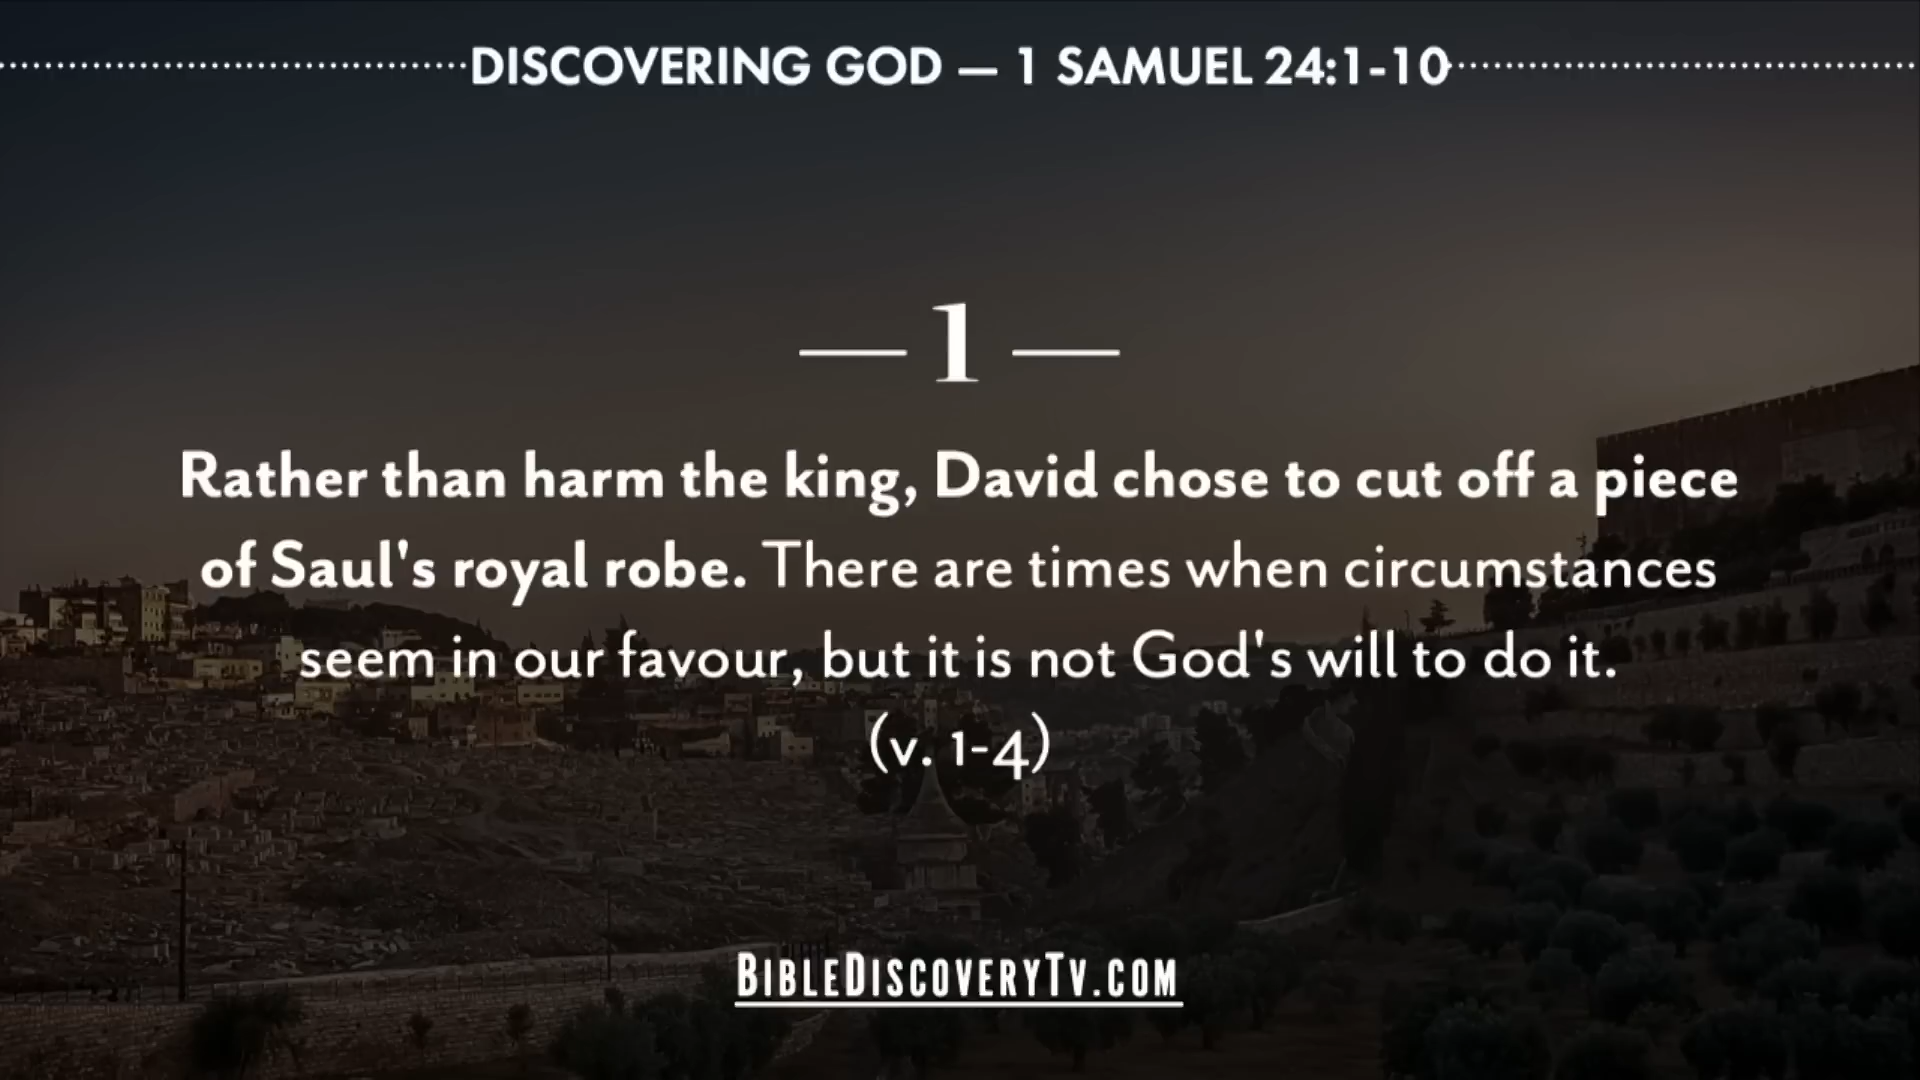 DISCOVERING GOD — 1 SAMUEL 24:1-10
— 1 —
Rather than harm the king, David chose to cut off a piece
of Saul's royal robe. There are times when circumstances
seem in our favour, but it is not God's will to do it.
(v. 1-4)
BIBLEDISCOVERYTV.COM